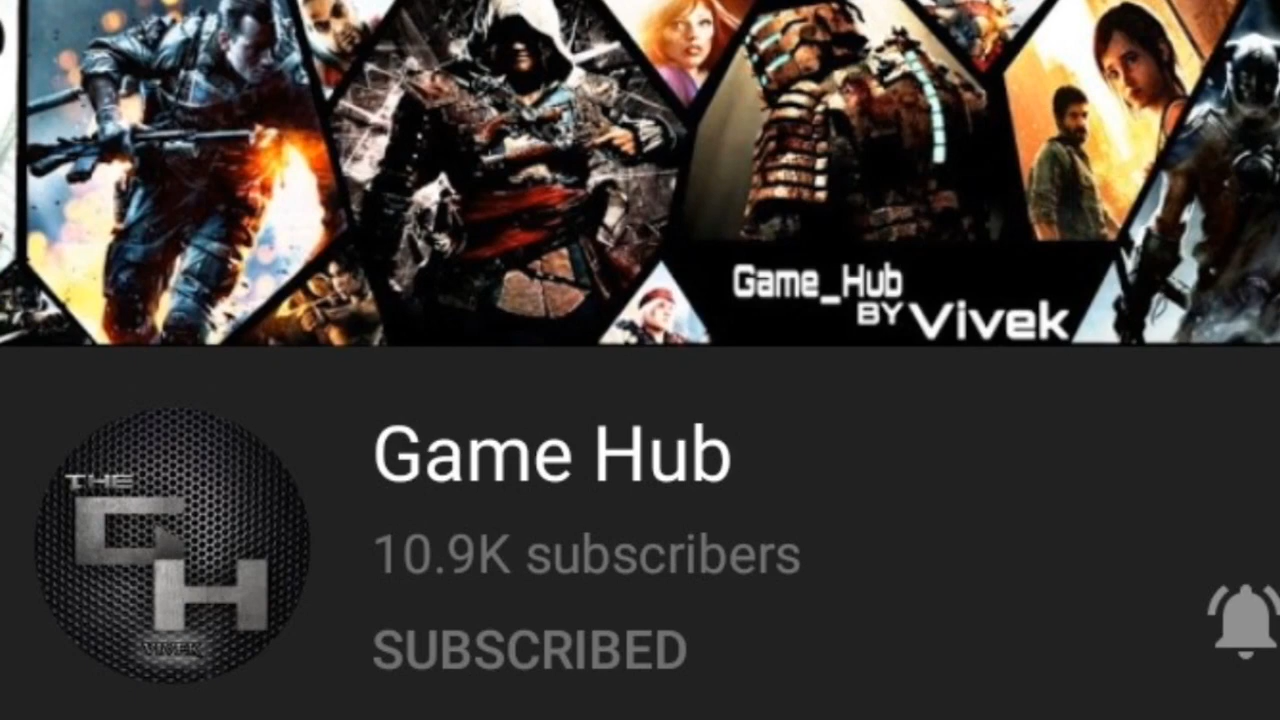 Game_Hub
BY Vivek
THE
GH
VIVEK
Game Hub
10.9K subscribers
SUBSCRIBED